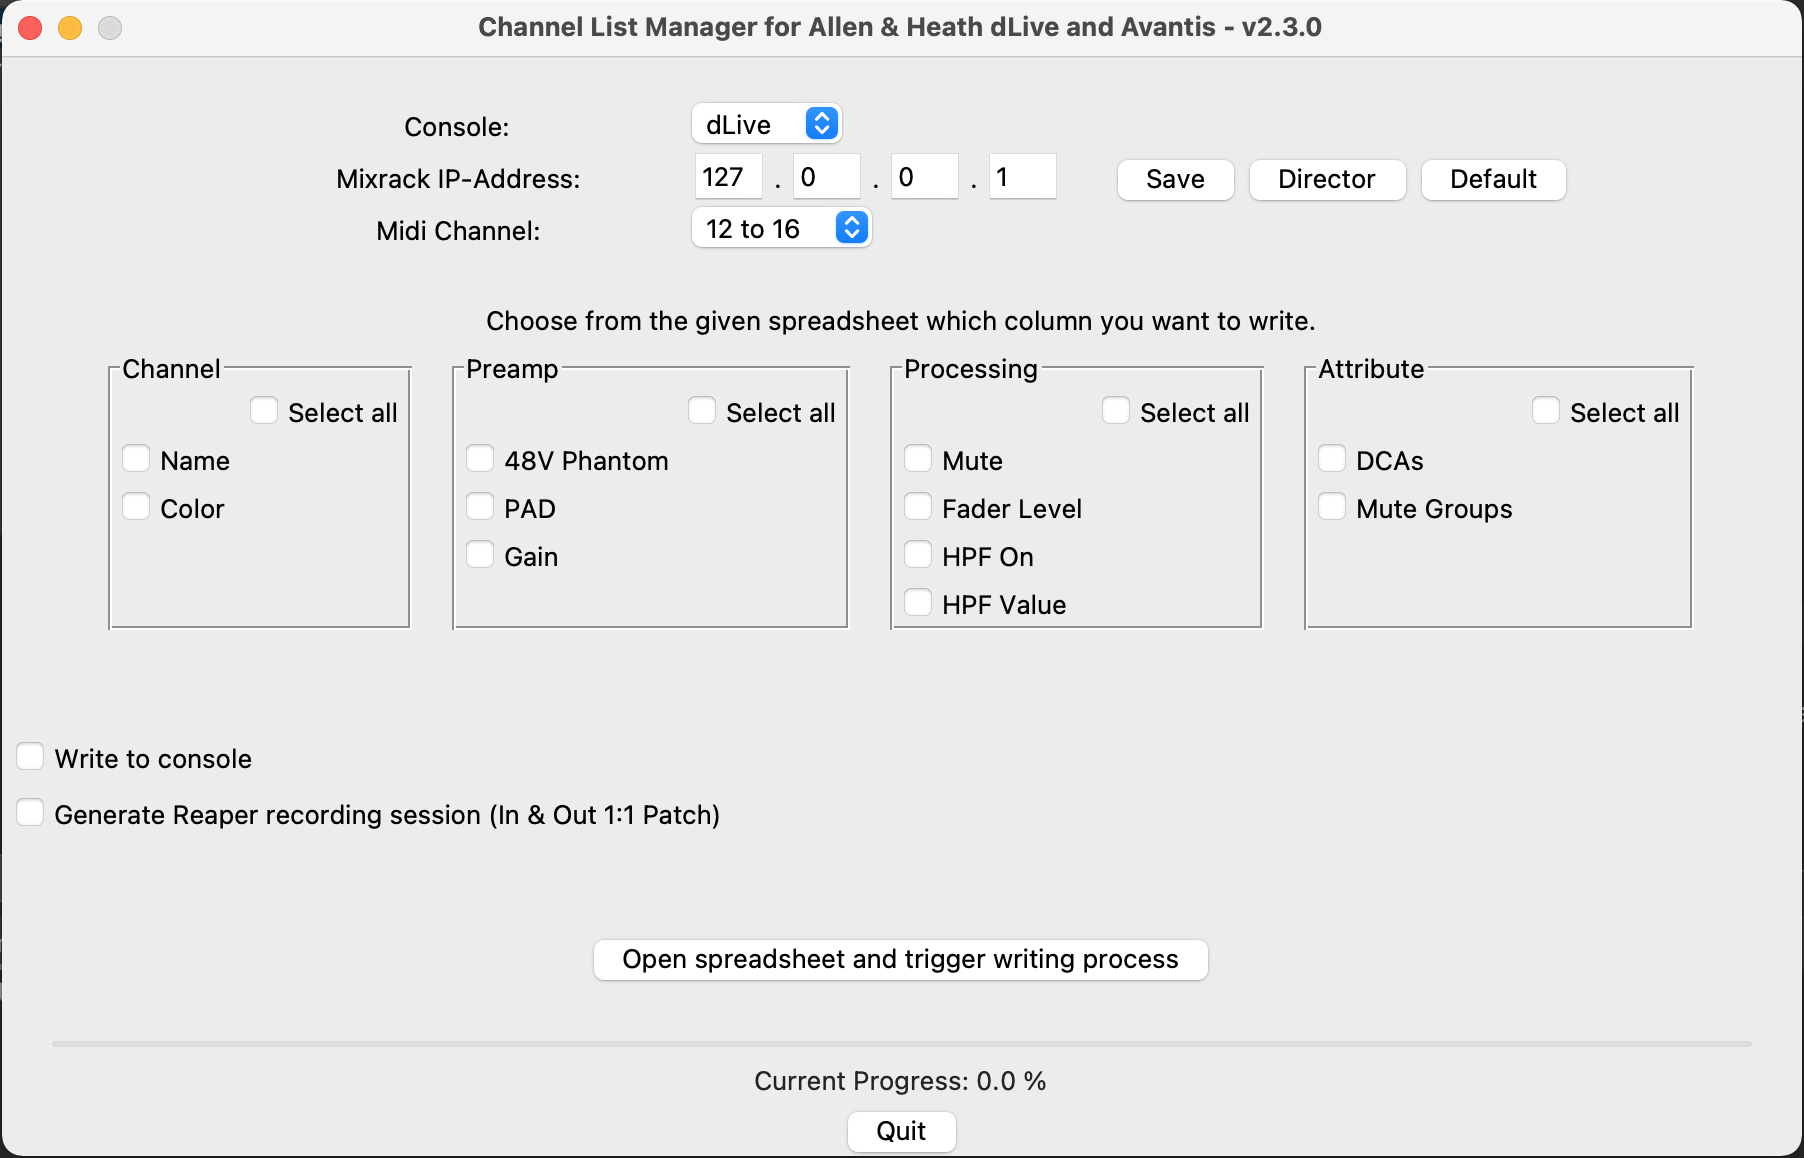 Channel List Manager for Allen & Heath dLive and Avantis - v2.3.0
Console: dLive
Mixrack IP-Address: 127 . 0 . 0 . 1 Save Director Default
Midi Channel: 12 to 16
Choose from the given spreadsheet which column you want to write.
Channel
Select all
Name
Color
Preamp
Select all
48V Phantom
PAD
Gain
Processing
Select all
Mute
Fader Level
HPF On
HPF Value
Attribute
Select all
DCAs
Mute Groups
Write to console
Generate Reaper recording session (In & Out 1:1 Patch)
Open spreadsheet and trigger writing process
Current Progress: 0.0 %
Quit